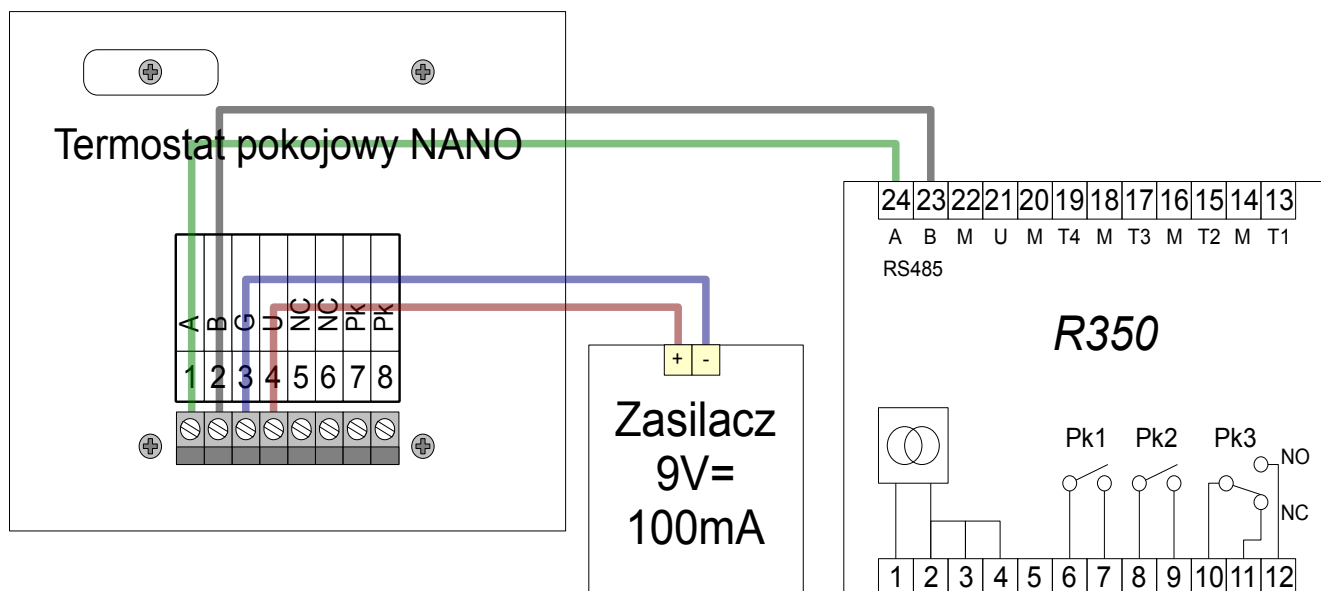 Termostat pokojowy NANO
A B G U NC NC Pk Pk
1 2 3 4 5 6 7 8
+ -
Zasilacz
9V=
100mA
24 23 22 21 20 19 18 17 16 15 14 13
A B M U M T4 M T3 M T2 M T1
RS485
R350
Pk1 Pk2 Pk3
NO
NC
1 2 3 4 5 6 7 8 9 10 11 12